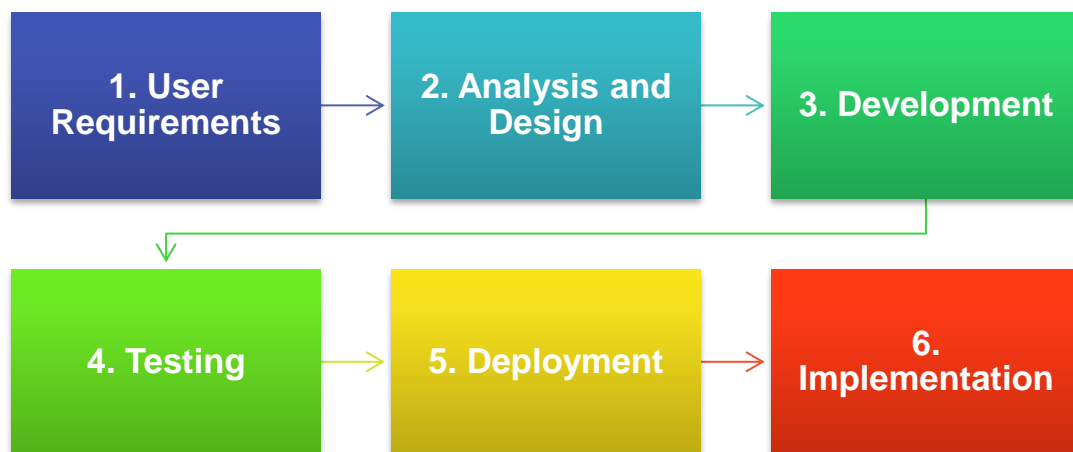 1. User
Requirements
2. Analysis and
Design
3. Development
4. Testing
5. Deployment
6.
Implementation